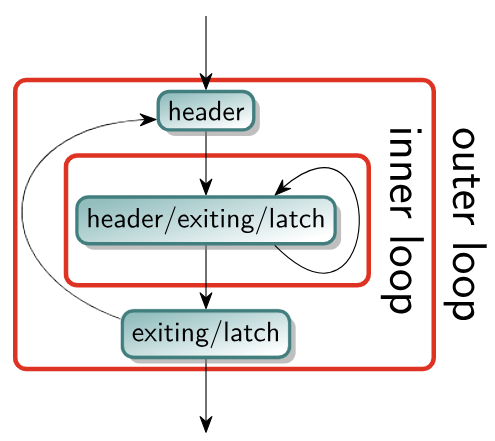 header
header/exiting/latch
exiting/latch
inner loop
outer loop